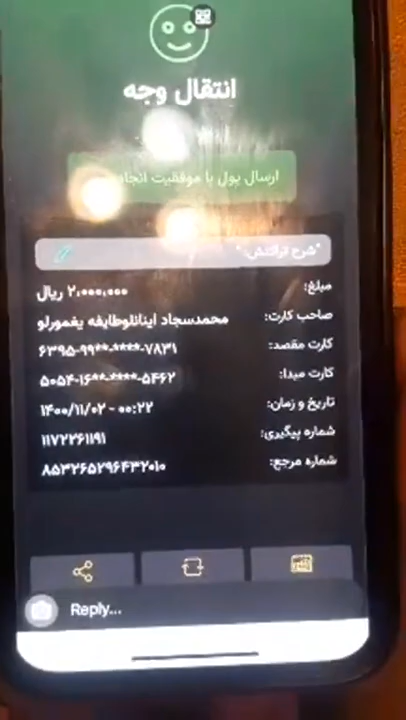 انتقال وجه
ارسال پول با موفقیت انجام
"شرح تراکنش:"
مبلغ: ۲,۰۰۰,۰۰۰ ریال
صاحب کارت: محمدسجاد اینانلوطایفه یغمورلو
کارت مقصد: ۶۳۹۵-۹۹**-****-۷۸۳۱
کارت مبدا: ۵۰۵۴-۱۶**-****-۵۴۶۲
تاریخ و زمان: ۱۴۰۰/۱۱/۰۲ - ۰۰:۲۲
شماره پیگیری: ۱۱۷۲۲۶۱۱۹۱
شماره مرجع: ۸۵۳۲۶۵۲۹۶۴۳۲۰۱۰
Reply...